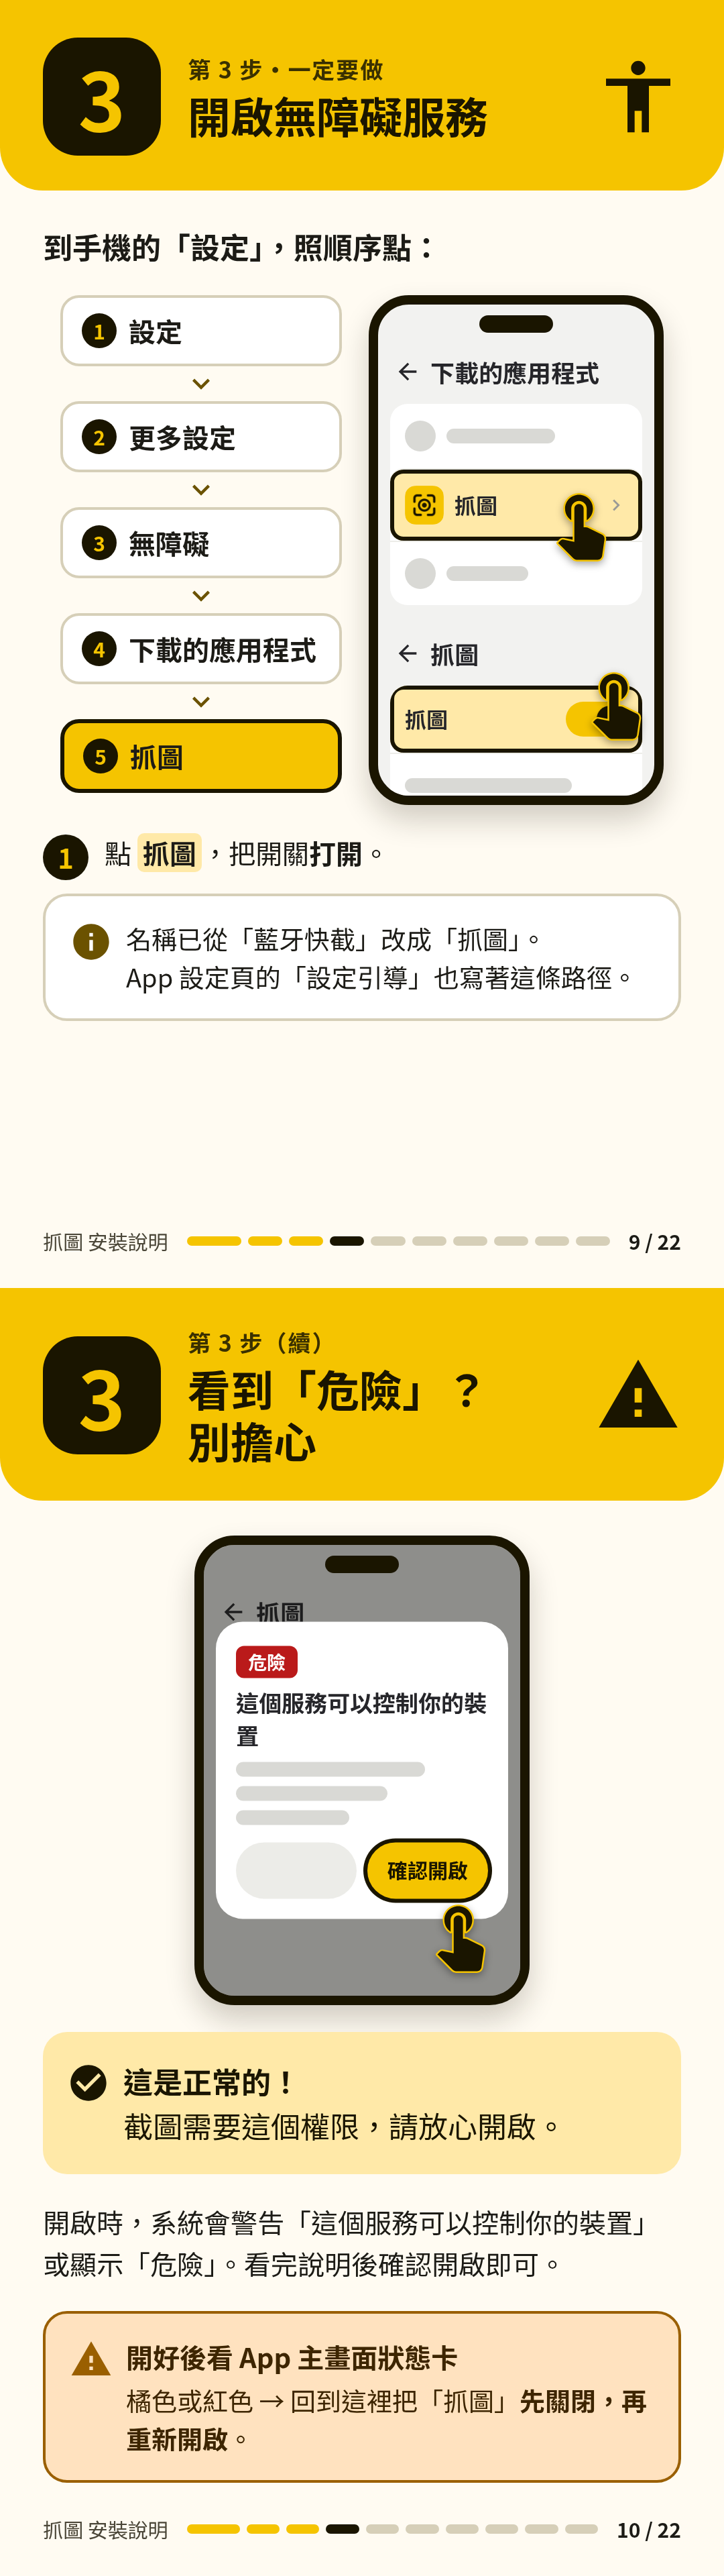 3
第 3 步・一定要做
開啟無障礙服務
到手機的「設定」，照順序點：
1 設定
2 更多設定
3 無障礙
4 下載的應用程式
5 抓圖
下載的應用程式
抓圖
抓圖
抓圖
1 點 抓圖，把開關打開。
名稱已從「藍牙快截」改成「抓圖」。
App 設定頁的「設定引導」也寫著這條路徑。
抓圖 安裝說明
9 / 22
3
第 3 步（續）
看到「危險」？
別擔心
抓圖
危險
這個服務可以控制你的裝
置
確認開啟
這是正常的！
截圖需要這個權限，請放心開啟。
開啟時，系統會警告「這個服務可以控制你的裝置」
或顯示「危險」。看完說明後確認開啟即可。
開好後看 App 主畫面狀態卡
橘色或紅色 → 回到這裡把「抓圖」先關閉，再
重新開啟。
抓圖 安裝說明
10 / 22